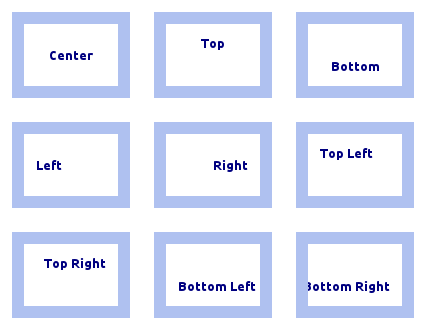 Center
Top
Bottom
Left
Right
Top Left
Top Right
Bottom Left
Bottom Right